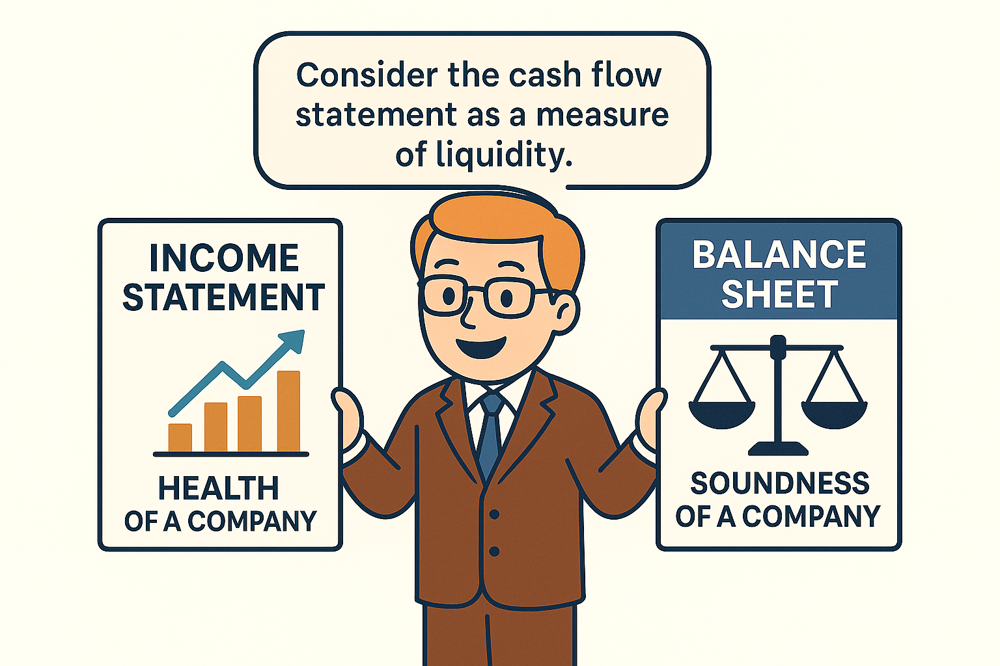 Consider the cash flow
statement as a measure
of liquidity.
INCOME
STATEMENT
HEALTH
OF A COMPANY
BALANCE
SHEET
SOUNDNESS
OF A COMPANY